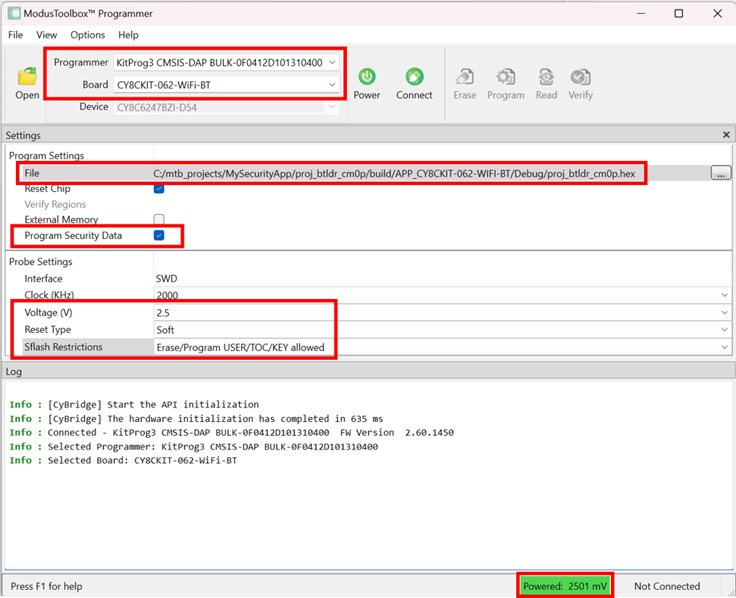 ModusToolbox™ Programmer
File View Options Help
Programmer KitProg3 CMSIS-DAP BULK-0F0412D101310400
Board CY8CKIT-062-WiFi-BT
Device CY8C6247BZI-D54
Open Power Connect Erase Program Read Verify
Settings
Program Settings
File C:/mtb_projects/MySecurityApp/proj_btldr_cm0p/build/APP_CY8CKIT-062-WIFI-BT/Debug/proj_btldr_cm0p.hex ...
Reset Chip
Verify Regions
External Memory
Program Security Data
Probe Settings
Interface SWD
Clock (KHz) 2000
Voltage (V) 2.5
Reset Type Soft
Sflash Restrictions Erase/Program USER/TOC/KEY allowed
Log
Info : [CyBridge] Start the API initialization
Info : [CyBridge] The hardware initialization has completed in 635 ms
Info : Connected - KitProg3 CMSIS-DAP BULK-0F0412D101310400 FW Version 2.60.1450
Info : Selected Programmer: KitProg3 CMSIS-DAP BULK-0F0412D101310400
Info : Selected Board: CY8CKIT-062-WiFi-BT
Press F1 for help Powered: 2501 mV Not Connected